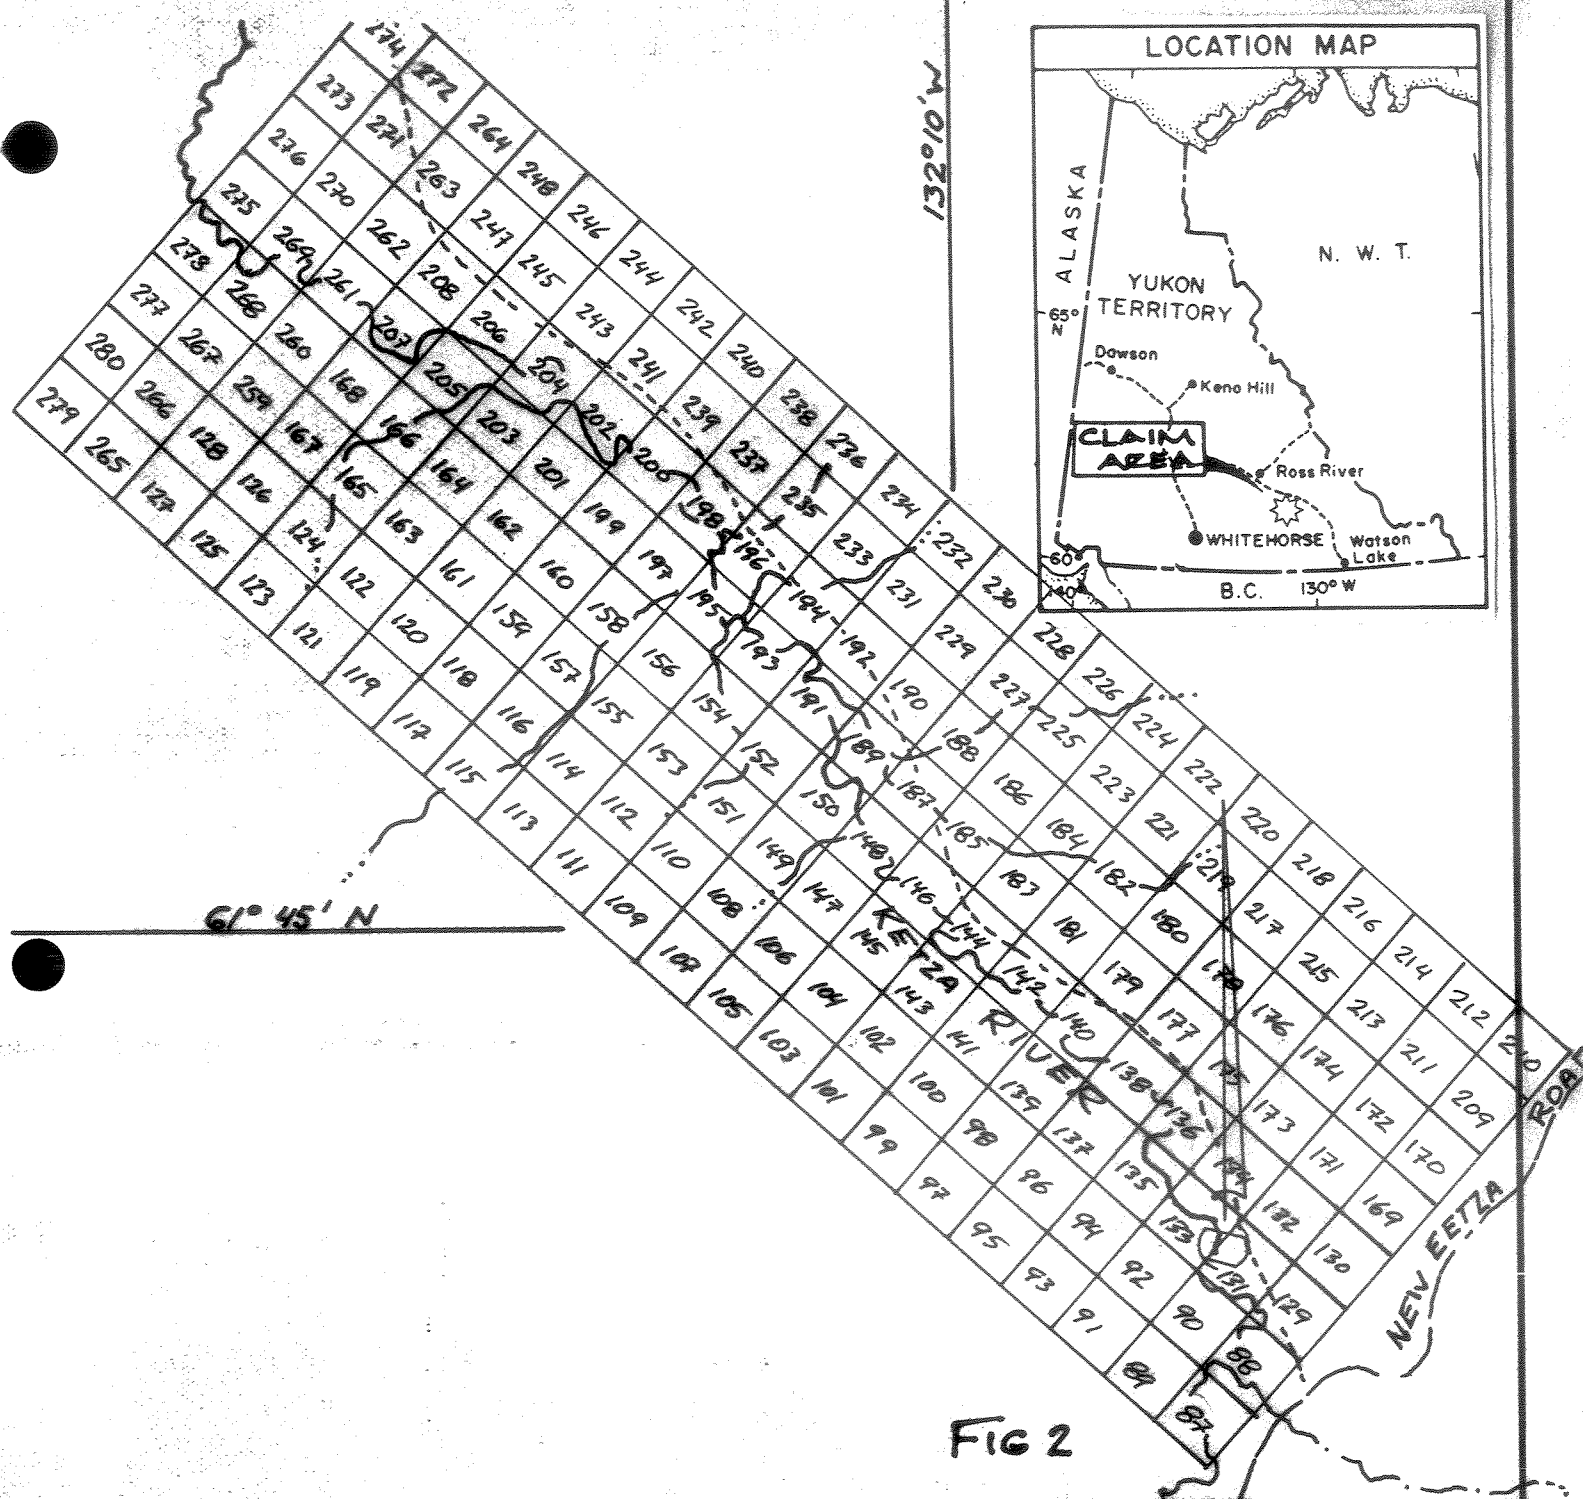 LOCATION MAP
ALASKA
N. W. T.
YUKON
TERRITORY
65°
N
Dawson
Keno Hill
CLAIM
AREA
Ross River
WHITEHORSE
Watson
Lake
60°
140°
B.C.
130° W
132°10'W
61° 45' N
KETZA
RIVER
NEW EETZA
ROAD
FIG 2
274 272 264 248 246 244 242 240 238 236 234 232 230 228 226 224 222 220 218 216 214 212 210
273 271 263 247 245 243 241 239 237 235 233 231 229 227 225 223 221 219 217 215 213 211 209
276 270 262 208 206 204 202 206 198 196 194 192 190 188 186 184 182 180 178 176 174 172 170
275 269 261 207 205 203 201 199 197 195 193 191 189 187 185 183 181 179 177 175 173 171 169
278 268 260 168 166 164 162 160 158 156 154 152 150 148 146 144 142 140 138 136 134 132 130
277 267 259 167 165 163 161 159 157 155 153 151 149 147 145 143 141 139 137 135 133 131 129
280 266 128 126 124 122 120 118 116 114 112 110 108 106 104 102 100 98 96 94 92 90 88
279 265 127 125 123 121 119 117 115 113 111 109 107 105 103 101 99 97 95 93 91 89 87